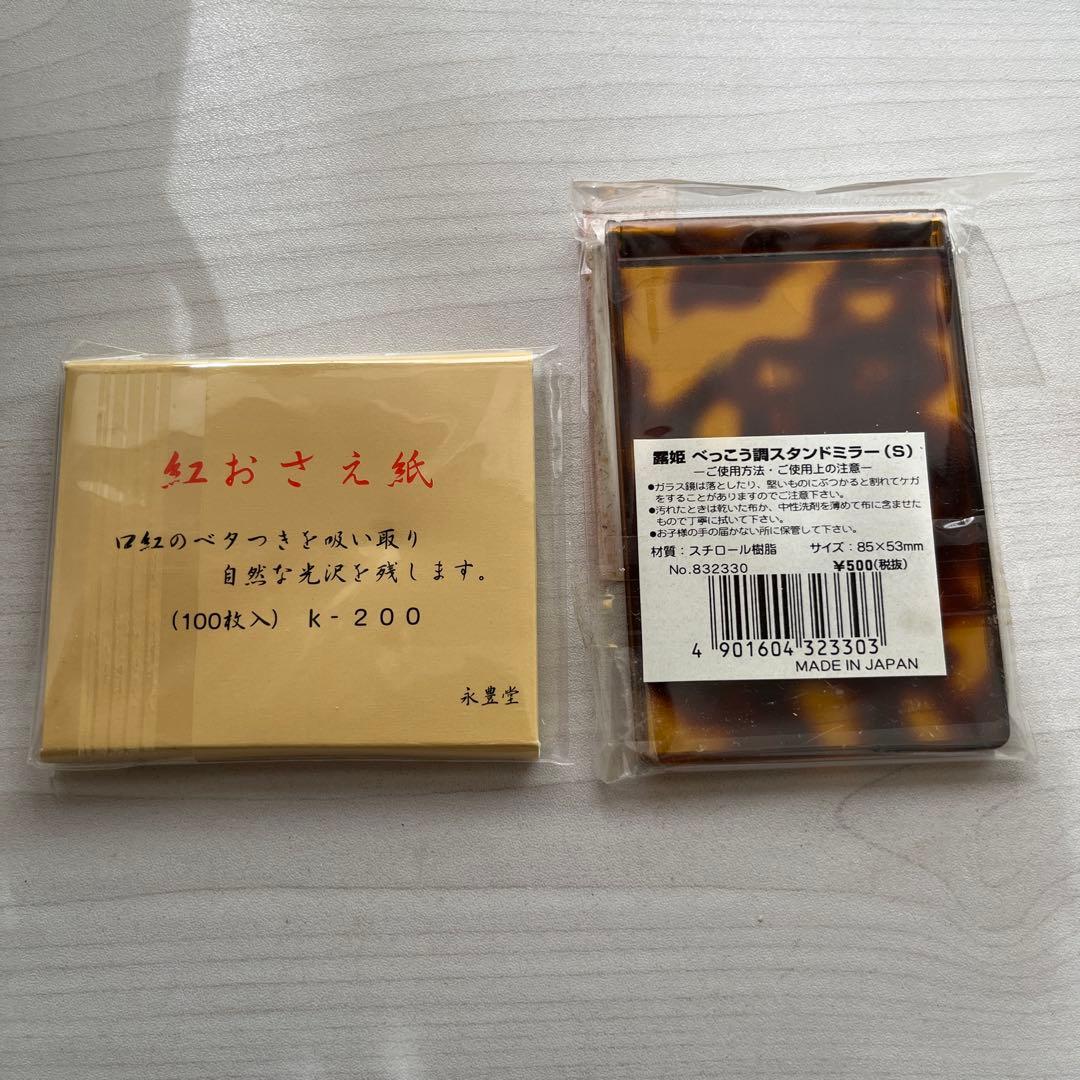 紅おさえ紙
口紅のベタつきを吸い取り
自然な光沢を残します。
(100枚入) k-200
永豊堂
露姫 べっこう調スタンドミラー(S)
―ご使用方法・ご使用上の注意―
●ガラス鏡は落としたり、堅いものにぶつかると割れてケガ
をすることがありますのでご注意下さい。
●汚れたときは乾いた布か、中性洗剤を薄めて布に含ませた
もので丁寧に拭いて下さい。
●お子様の手の届かない所に保管して下さい。
材質:スチロール樹脂 サイズ:85×53mm
No.832330 ¥500(税抜)
4 901604 323303
MADE IN JAPAN